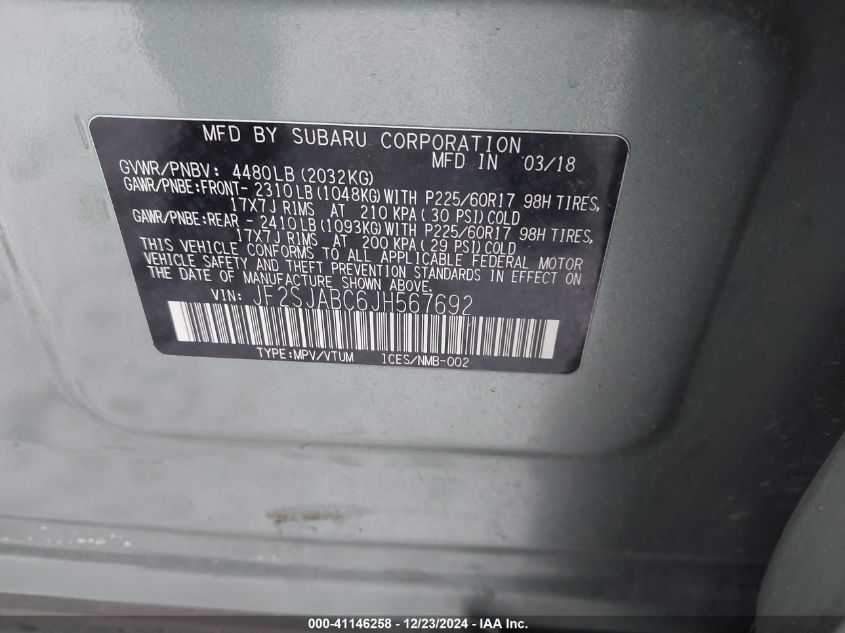 MFD BY SUBARU CORPORATION
MFD IN 03/18
GVWR/PNBV: 4480LB (2032KG)
GAWR/PNBE:FRONT- 2310LB (1048KG) WITH P225/60R17 98H TIRES,
17X7J RIMS AT 210 KPA ( 30 PSI) COLD
GAWR/PNBE:REAR - 2410LB (1093KG) WITH P225/60R17 98H TIRES,
17X7J RIMS AT 200 KPA (29 PSI) COLD
THIS VEHICLE CONFORMS TO ALL APPLICABLE FEDERAL MOTOR
VEHICLE SAFETY AND THEFT PREVENTION STANDARDS IN EFFECT ON
THE DATE OF MANUFACTURE SHOWN ABOVE.
VIN: JF2SJABC6JH567692
TYPE:MPV/VTUM ICES/NMB-002
000-41146258 - 12/23/2024 - IAA Inc.